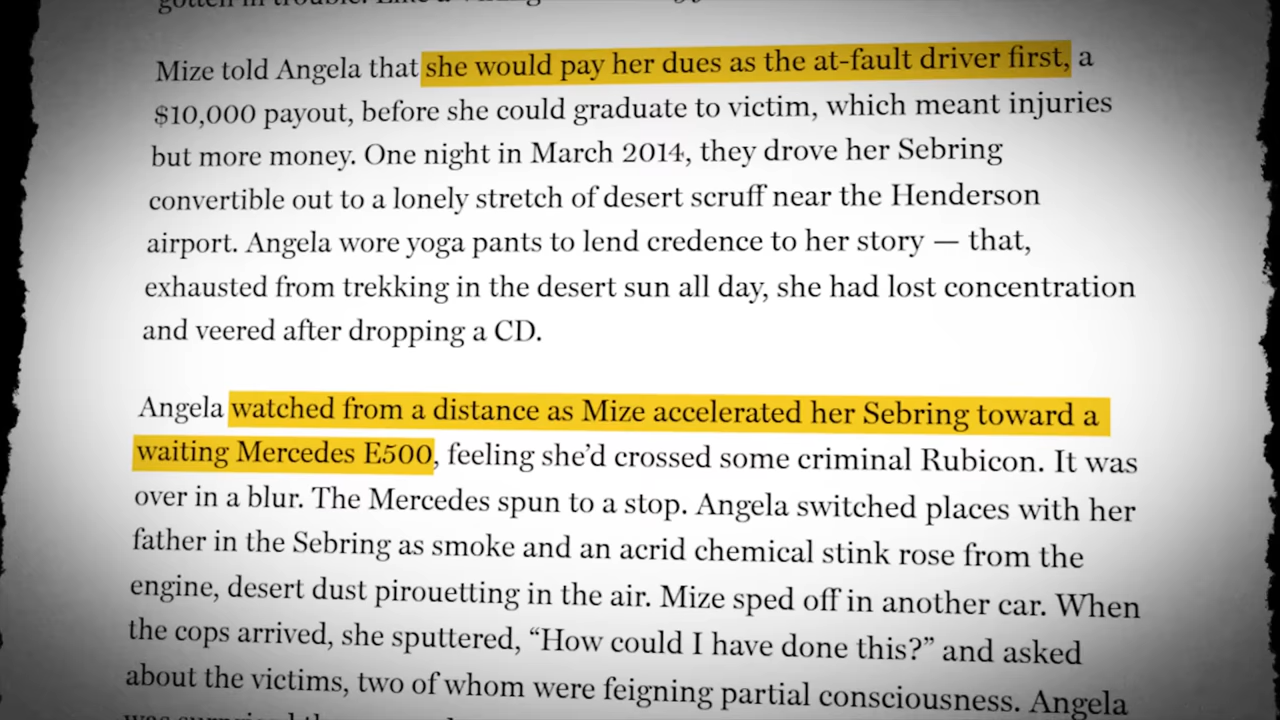 Mize told Angela that she would pay her dues as the at-fault driver first, a
$10,000 payout, before she could graduate to victim, which meant injuries
but more money. One night in March 2014, they drove her Sebring
convertible out to a lonely stretch of desert scruff near the Henderson
airport. Angela wore yoga pants to lend credence to her story — that,
exhausted from trekking in the desert sun all day, she had lost concentration
and veered after dropping a CD.
Angela watched from a distance as Mize accelerated her Sebring toward a
waiting Mercedes E500, feeling she’d crossed some criminal Rubicon. It was
over in a blur. The Mercedes spun to a stop. Angela switched places with her
father in the Sebring as smoke and an acrid chemical stink rose from the
engine, desert dust pirouetting in the air. Mize sped off in another car. When
the cops arrived, she sputtered, “How could I have done this?” and asked
about the victims, two of whom were feigning partial consciousness. Angela